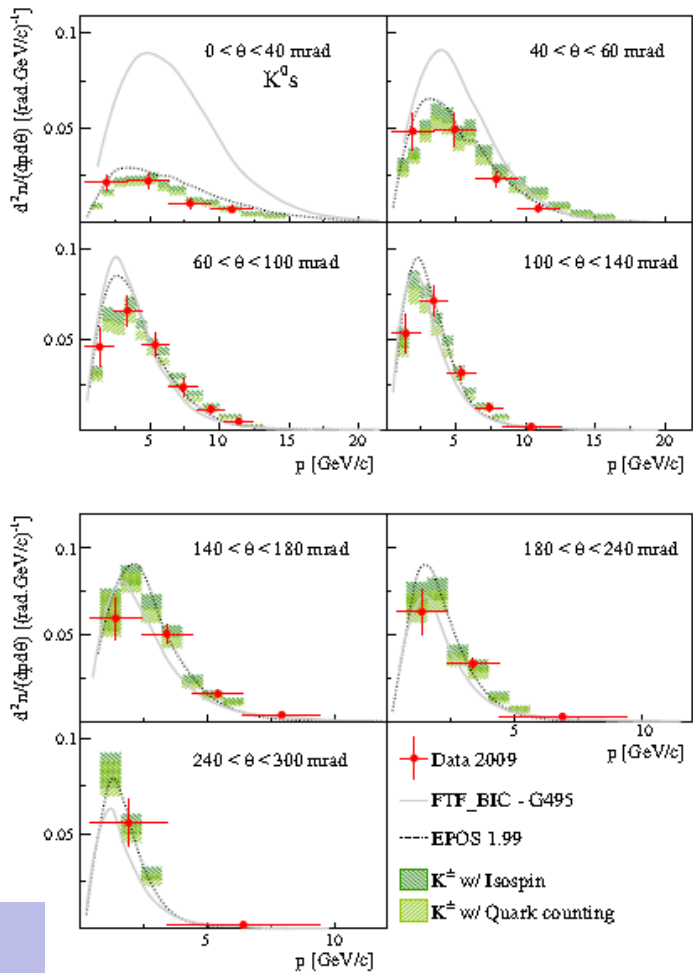 0 < θ < 40 mrad
K⁰s
40 < θ < 60 mrad
d²n/(dpdθ) [(rad.GeV/c)⁻¹]
0.1
0.05
60 < θ < 100 mrad
100 < θ < 140 mrad
0.1
0.05
5 10 15 20
5 10 15 20
p [GeV/c]
p [GeV/c]
140 < θ < 180 mrad
180 < θ < 240 mrad
d²n/(dpdθ) [(rad.GeV/c)⁻¹]
0.1
0.05
5 10
p [GeV/c]
240 < θ < 300 mrad
0.1
0.05
5 10
p [GeV/c]
Data 2009
FTF_BIC - G495
EPOS 1.99
K± w/ Isospin
K± w/ Quark counting